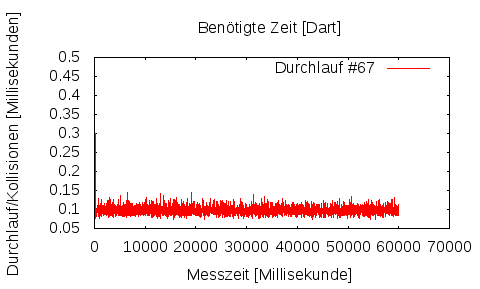 Benötigte Zeit [Dart]
Durchlauf #67
Durchlauf/Kollisionen [Millisekunden]
0.5
0.45
0.4
0.35
0.3
0.25
0.2
0.15
0.1
0.05
0 10000 20000 30000 40000 50000 60000 70000
Messzeit [Millisekunde]